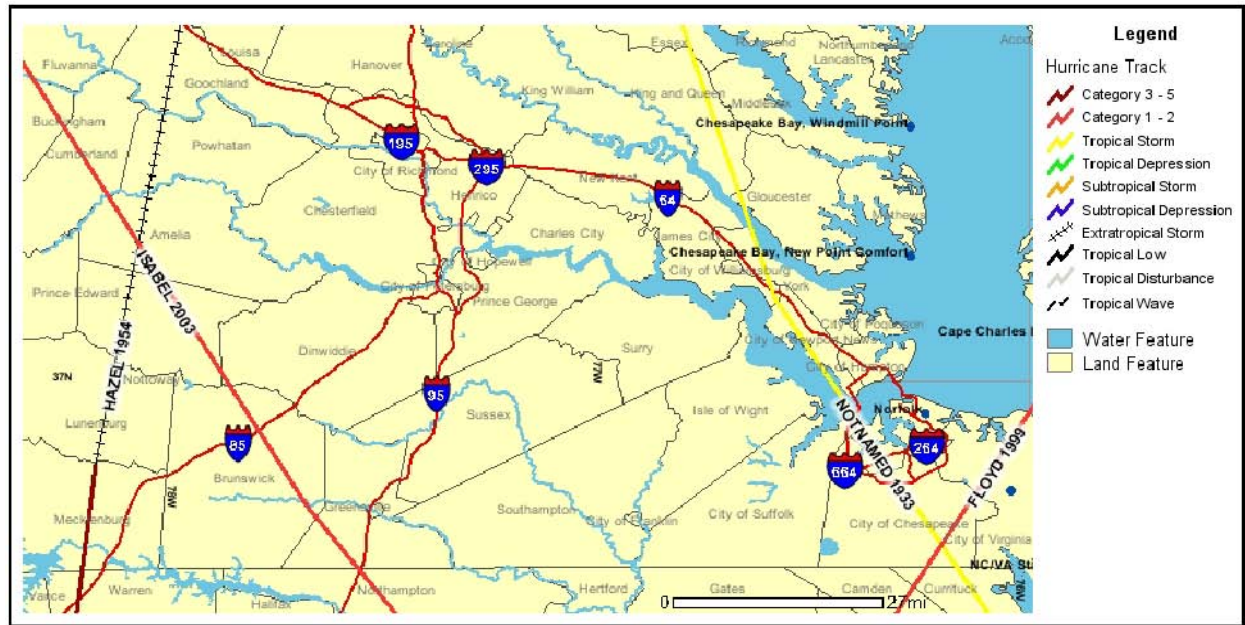 Louisa
Caroline
Essex
Richmond
Northumberland
Lancaster
Fluvanna
Goochland
Hanover
King William
King and Queen
Middlesex
Buckingham
Chesapeake Bay, Windmill Point
Cumberland
Powhatan
195
City of Richmond
295
Henrico
New Kent
64
Gloucester
Mathews
Chesterfield
Amelia
Charles City
James City
Chesapeake Bay, New Point Comfort
City of Hopewell
City of Williamsburg
City of Petersburg
York
Prince Edward
ISABEL 2003
Prince George
City of Poquoson
Cape Charles
City of Newport News
Dinwiddie
Surry
HAZEL 1954
77W
City of Hampton
37N
Nottoway
95
Sussex
Isle of Wight
NOTNAMED 1933
Norfolk
Lunenburg
85
264
664
FLOYD 1999
Brunswick
78W
Greensville
Mecklenburg
Southampton
City of Franklin
City of Suffolk
City of Chesapeake
City of Virginia
NC/VA St
76W
Vance
Warren
Halifax
Northampton
Hertford
Gates
Camden
Currituck
0 27mi
Legend
Hurricane Track
Category 3 - 5
Category 1 - 2
Tropical Storm
Tropical Depression
Subtropical Storm
Subtropical Depression
Extratropical Storm
Tropical Low
Tropical Disturbance
Tropical Wave
Water Feature
Land Feature